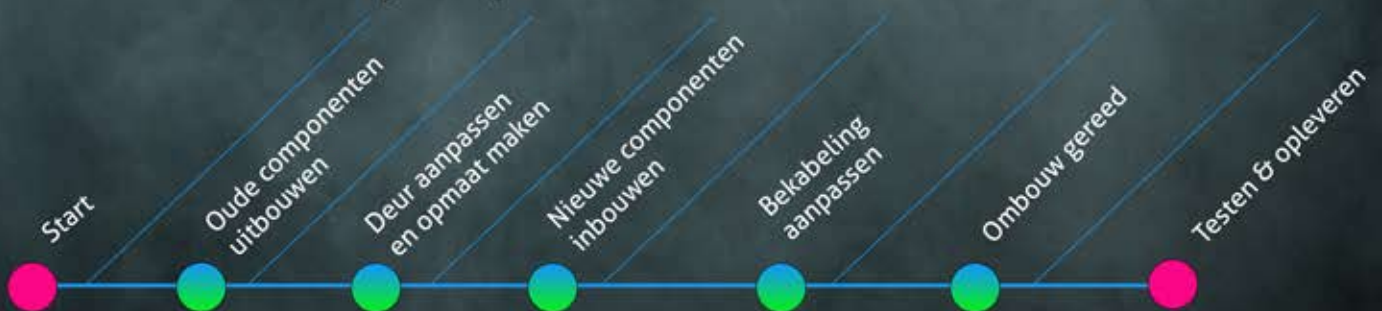 Start
Oude componenten
uitbouwen
Deur aanpassen
en opmaat maken
Nieuwe componenten
inbouwen
Bekabeling
aanpassen
Ombouw gereed
Testen & opleveren